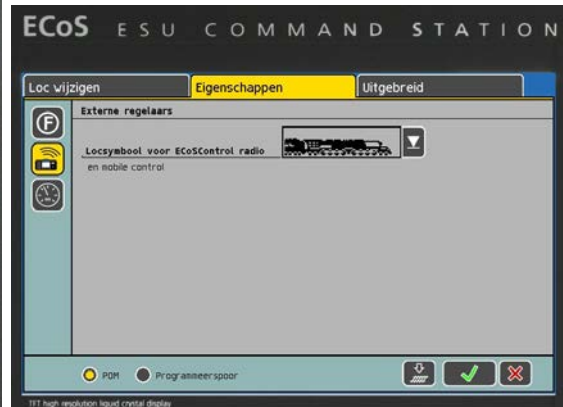 ECoS ESU COMMAND STATION
Loc wijzigen Eigenschappen Uitgebreid
Externe regelaars
F
Locsymbool voor ECoSControl radio
en mobile control
POM Programmeerspoor
TFT high resolution liquid crystal display